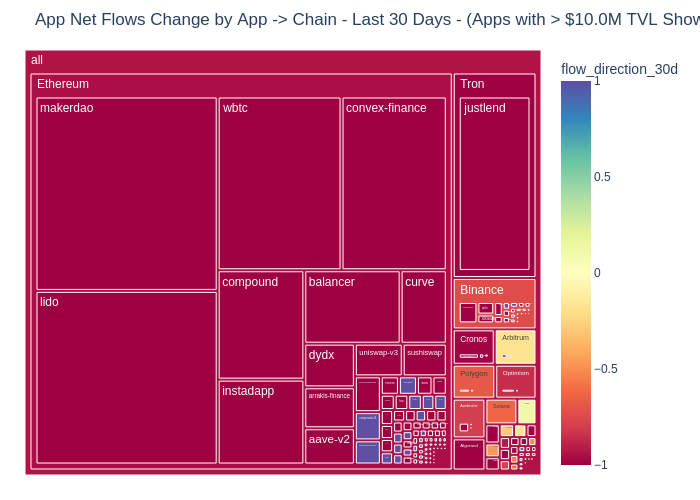 App Net Flows Change by App -> Chain - Last 30 Days - (Apps with > $10.0M TVL Show
all
Ethereum
Tron
makerdao
wbtc
convex-finance
justlend
lido
compound
balancer
curve
Binance
dydx
uniswap-v3
sushiswap
Cronos
Arbitrum
instadapp
arrakis-finance
aave-v2
Polygon
Optimism
Avalanche
Solana
Algorand
flow_direction_30d
1
0.5
0
−0.5
−1